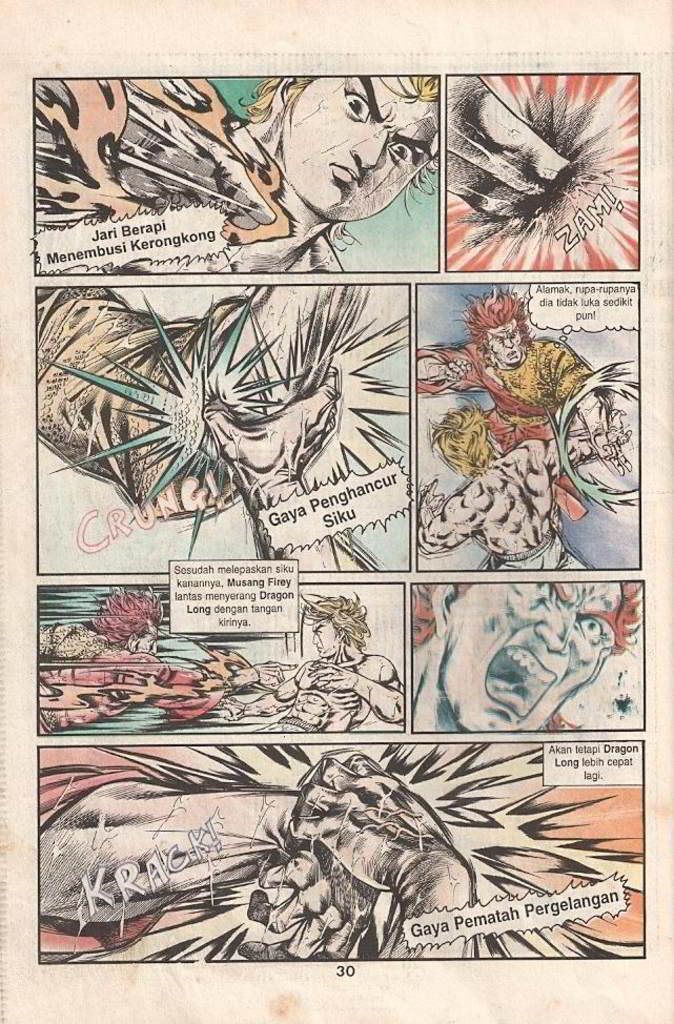 Jari Berapi
Menembusi Kerongkong
ZAM!
CRUNG!
Gaya Penghancur
Siku
Alamak, rupa-rupanya
dia tidak luka sedikit
pun!
Sesudah melepaskan siku
kanannya, Musang Firey
lantas menyerang Dragon
Long dengan tangan
kirinya.
Akan tetapi Dragon
Long lebih cepat
lagi.
KRACK!
Gaya Pematah Pergelangan
30